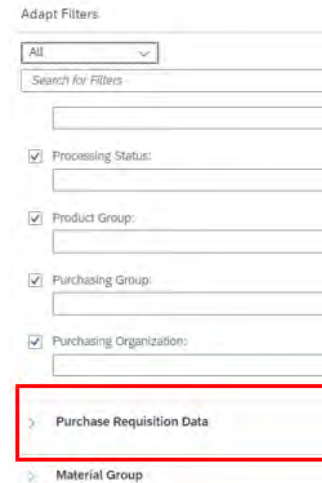 Adapt Filters
All
Search for Filters
Processing Status:
Product Group:
Purchasing Group:
Purchasing Organization:
Purchase Requisition Data
Material Group